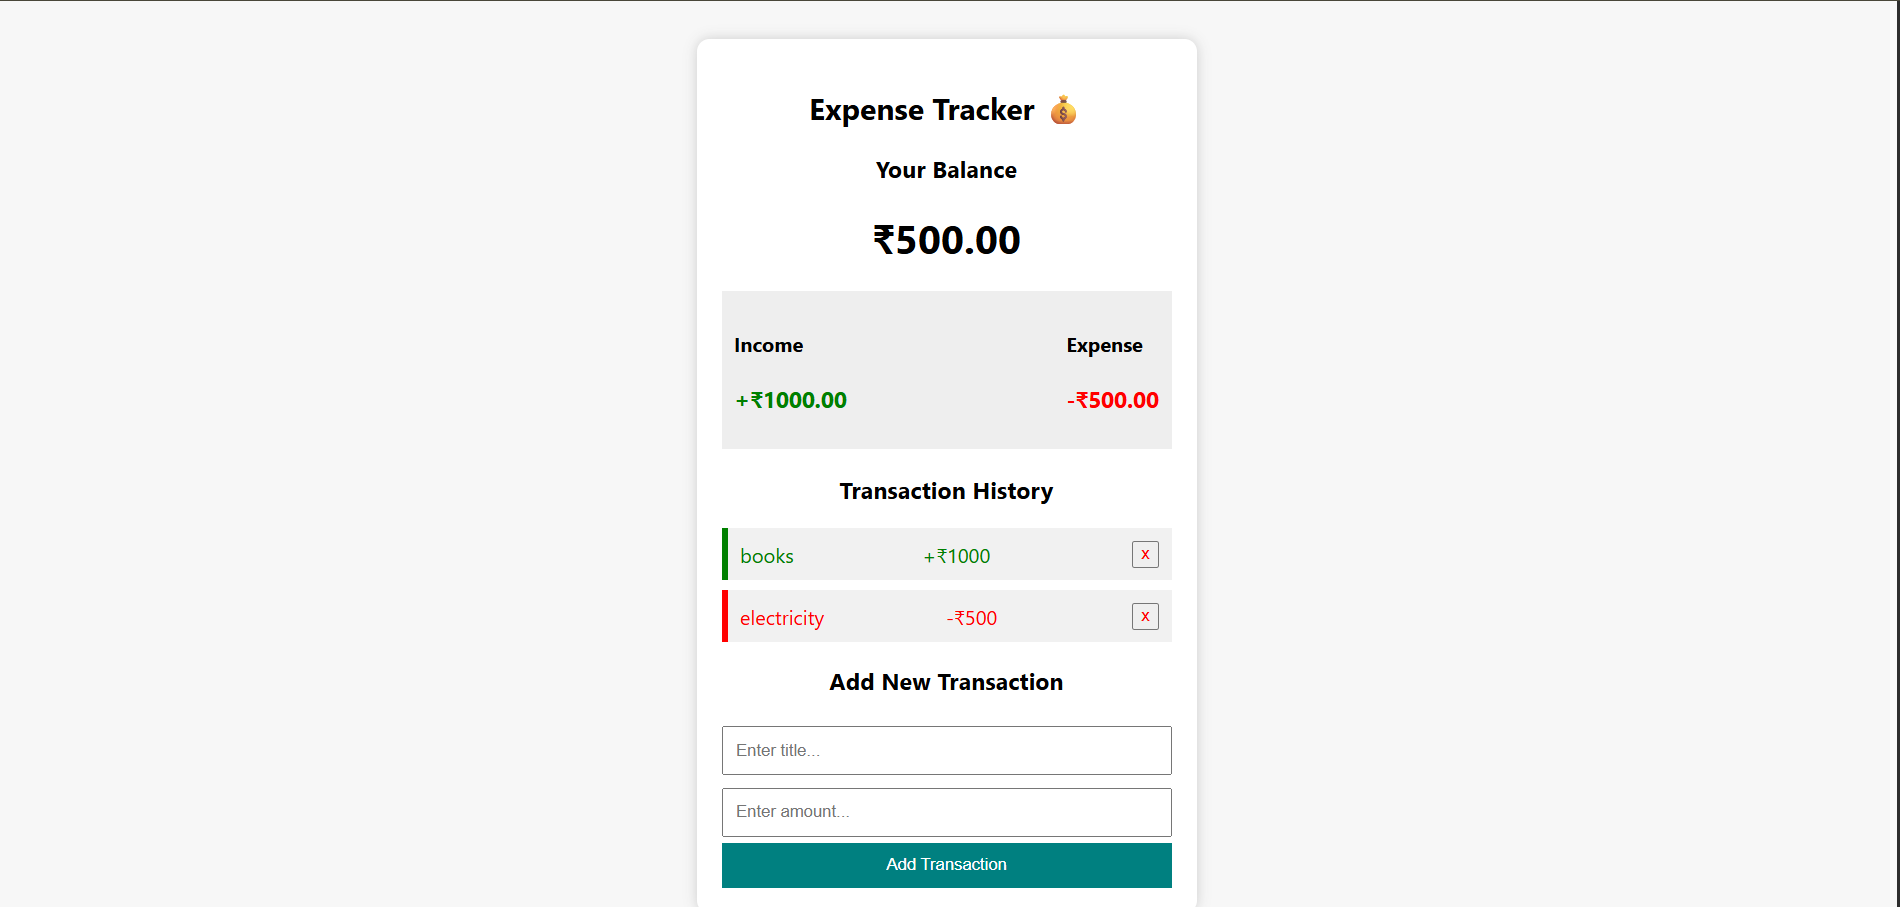 Expense Tracker 💰
Your Balance
₹500.00
Income Expense
+₹1000.00 -₹500.00
Transaction History
books +₹1000 x
electricity -₹500 x
Add New Transaction
Enter title...
Enter amount...
Add Transaction